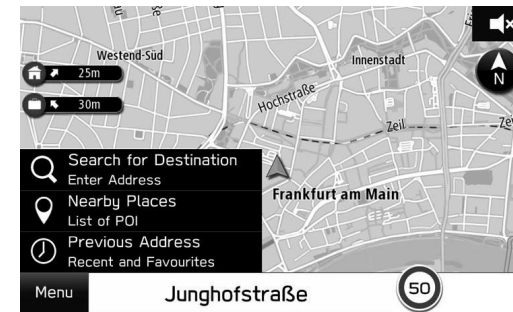 Westend-Süd
Innenstadt
25m
N
30m
Hochstraße
Zeil
Search for Destination
Enter Address
Nearby Places
List of POI
Frankfurt am Main
Previous Address
Recent and Favourites
Menu
Junghofstraße
50